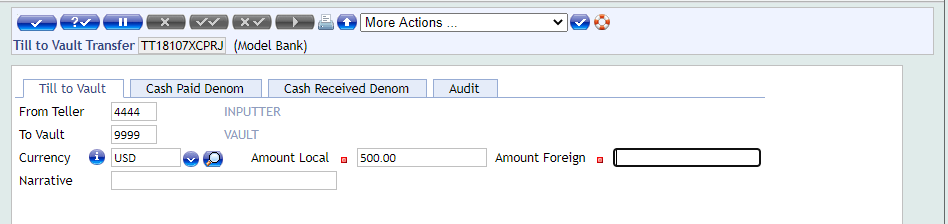 More Actions ...
Till to Vault Transfer TT18107XCPRJ (Model Bank)
Till to Vault Cash Paid Denom Cash Received Denom Audit
From Teller 4444 INPUTTER
To Vault 9999 VAULT
Currency USD Amount Local 500.00 Amount Foreign
Narrative